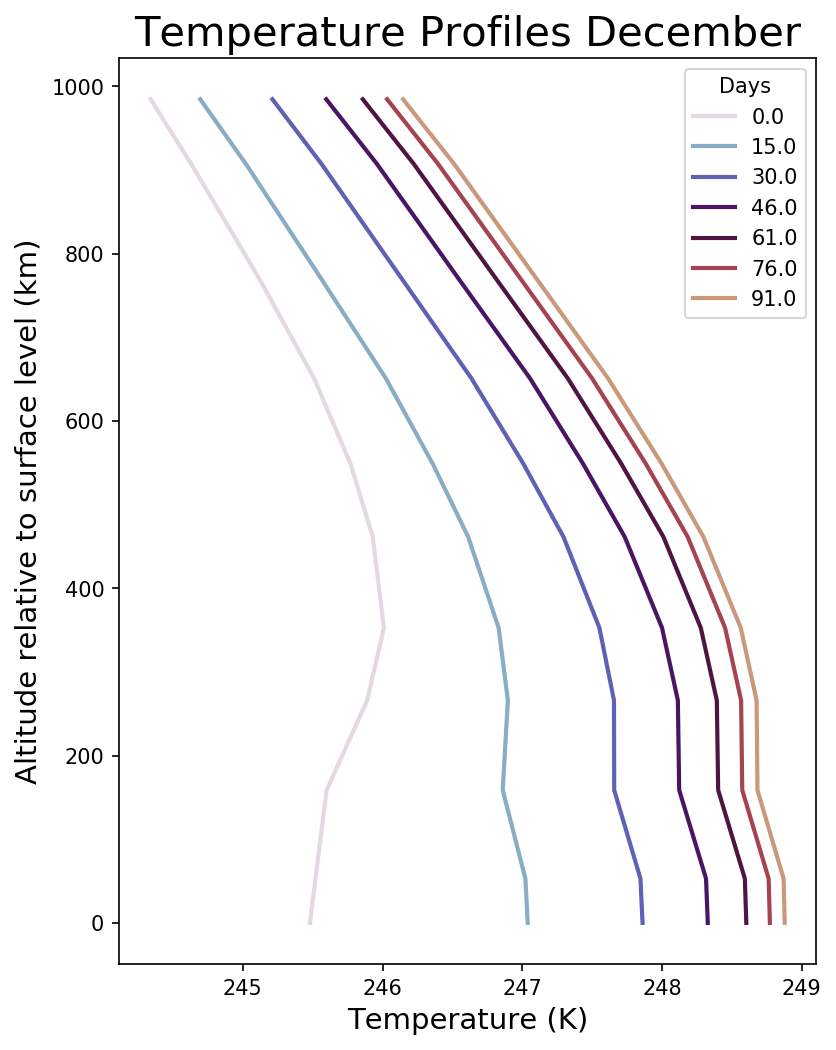 Temperature Profiles December
Days
0.0
15.0
30.0
46.0
61.0
76.0
91.0
1000
800
600
400
200
0
Altitude relative to surface level (km)
245 246 247 248 249
Temperature (K)